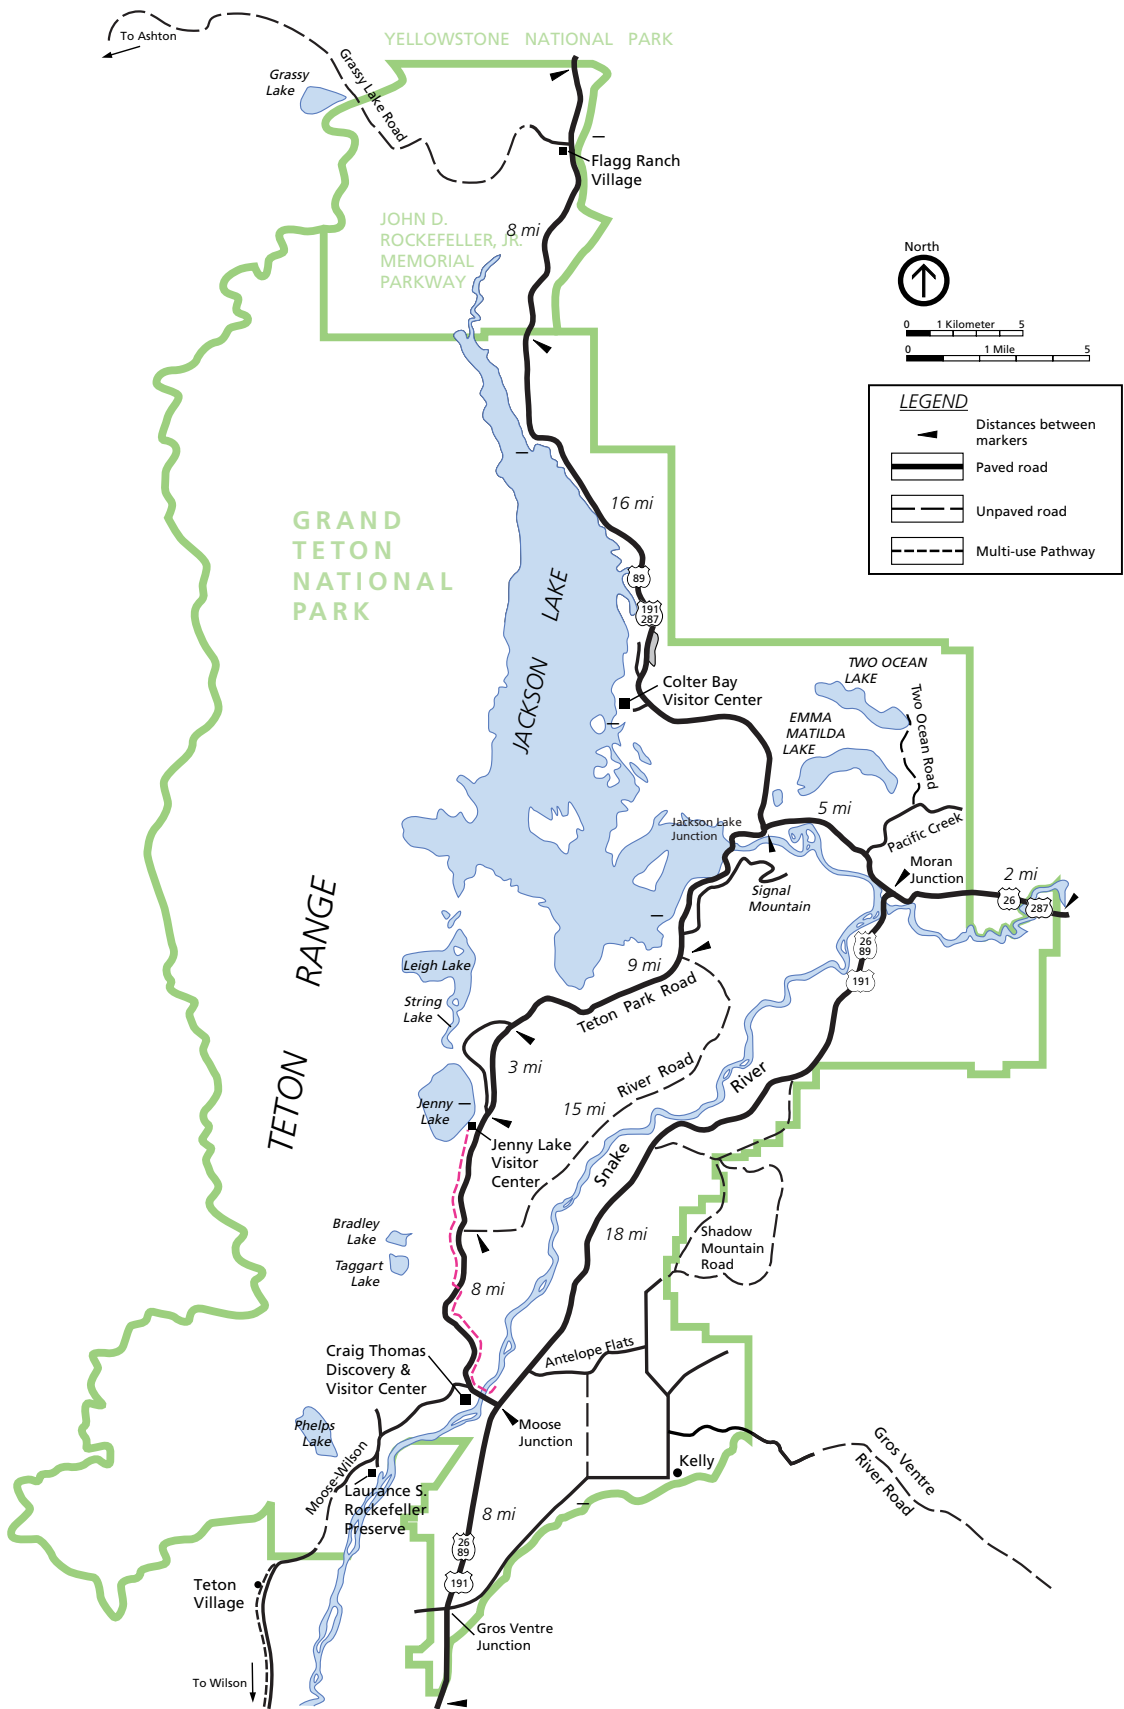 To Ashton
YELLOWSTONE NATIONAL PARK
Grassy
Lake
Grassy Lake Road
Flagg Ranch
Village
JOHN D.
ROCKEFELLER, JR.
MEMORIAL
PARKWAY
8 mi
North
0 1 Kilometer 5
0 1 Mile 5
LEGEND
Distances between
markers
Paved road
Unpaved road
Multi-use Pathway
16 mi
GRAND
TETON
NATIONAL
PARK
89
191
287
JACKSON LAKE
Colter Bay
Visitor Center
TWO OCEAN
LAKE
Two Ocean Road
EMMA
MATILDA
LAKE
5 mi
Jackson Lake
Junction
Pacific Creek
Moran
Junction
2 mi
26
287
Signal
Mountain
26
89
191
TETON RANGE
Leigh Lake
String
Lake
9 mi
Teton Park Road
3 mi
River Road
15 mi
Jenny
Lake
Jenny Lake
Visitor
Center
Snake River
18 mi
Bradley
Lake
Taggart
Lake
Shadow
Mountain
Road
8 mi
Craig Thomas
Discovery &
Visitor Center
Antelope Flats
Phelps
Lake
Moose
Junction
Kelly
Gros Ventre
River Road
Moose-Wilson
Laurance S.
Rockefeller
Preserve
8 mi
26
89
191
Teton
Village
Gros Ventre
Junction
To Wilson